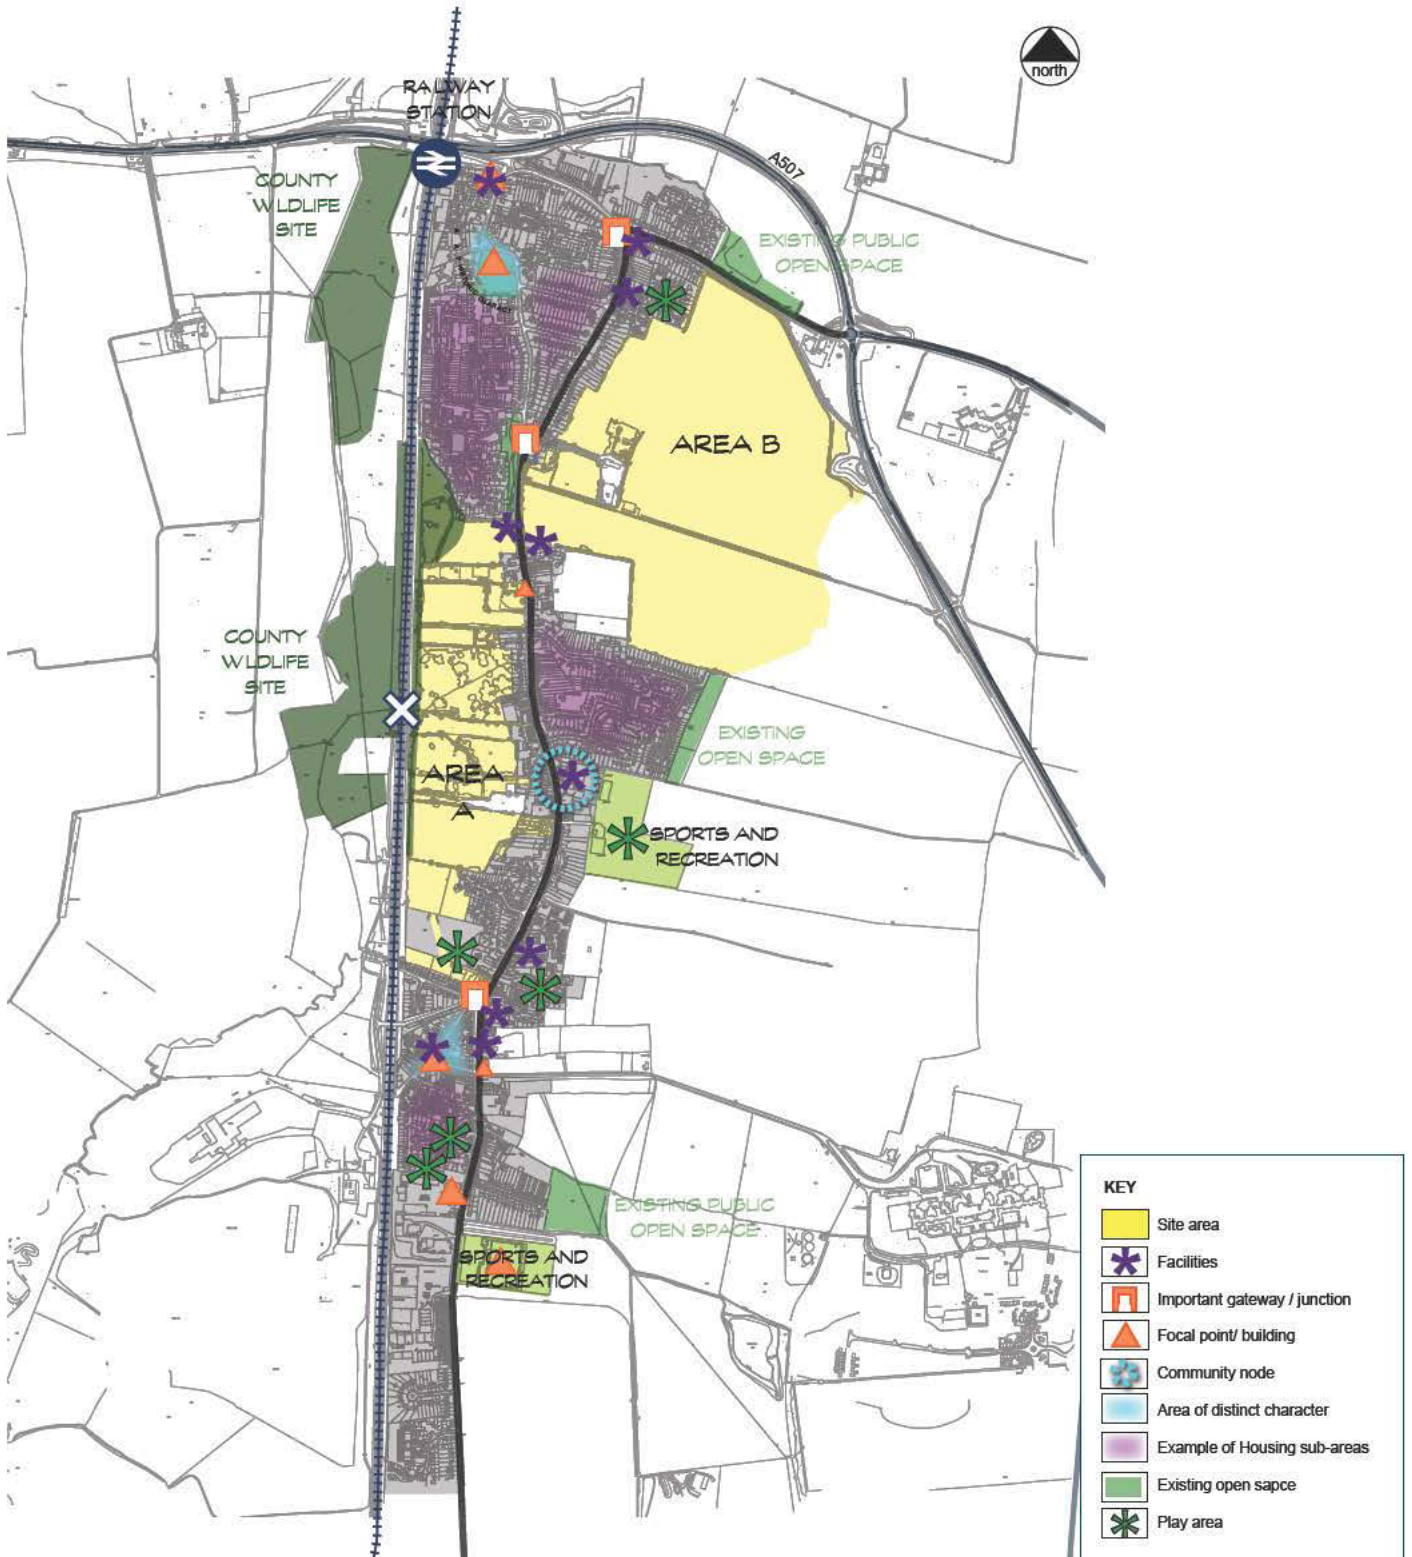 north
RAILWAY
STATION
A507
COUNTY
WLDLIFE
SITE
EXISTING PUBLIC
OPEN SPACE
AREA B
COUNTY
WLDLIFE
SITE
EXISTING
OPEN SPACE
AREA
A
SPORTS AND
RECREATION
EXISTING PUBLIC
OPEN SPACE
SPORTS AND
RECREATION
KEY
Site area
Facilities
Important gateway / junction
Focal point/ building
Community node
Area of distinct character
Example of Housing sub-areas
Existing open sapce
Play area